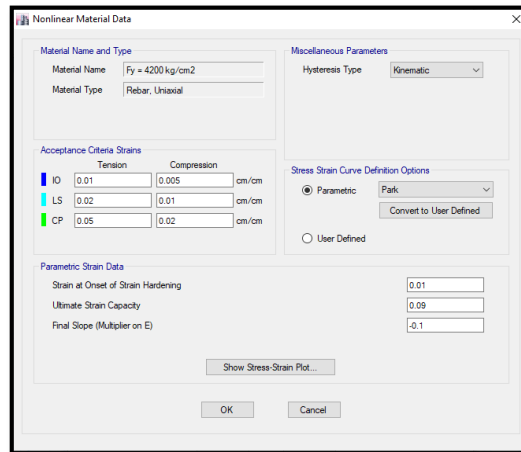 Nonlinear Material Data
Material Name and Type
Material Name Fy = 4200 kg/cm2
Material Type Rebar, Uniaxial
Miscellaneous Parameters
Hysteresis Type Kinematic
Acceptance Criteria Strains
Tension Compression
IO 0.01 0.005 cm/cm
LS 0.02 0.01 cm/cm
CP 0.05 0.02 cm/cm
Stress Strain Curve Definition Options
Parametric Park
Convert to User Defined
User Defined
Parametric Strain Data
Strain at Onset of Strain Hardening 0.01
Ultimate Strain Capacity 0.09
Final Slope (Multiplier on E) -0.1
Show Stress-Strain Plot...
OK Cancel